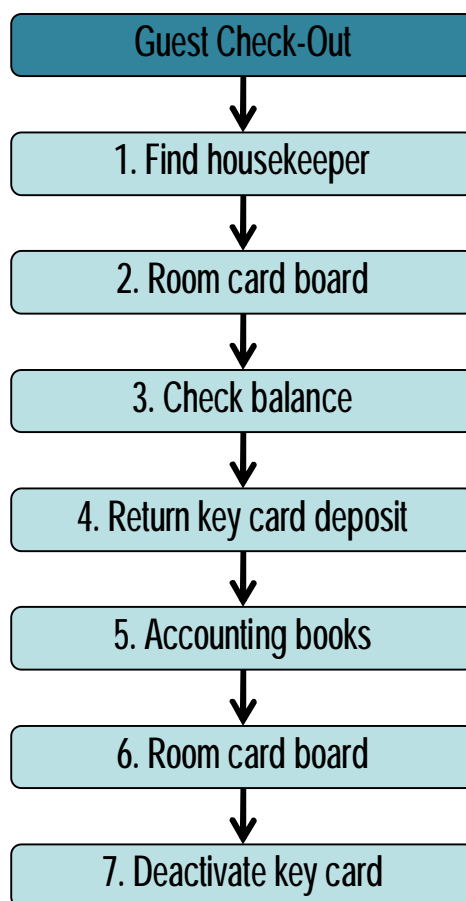 Guest Check-Out
1. Find housekeeper
2. Room card board
3. Check balance
4. Return key card deposit
5. Accounting books
6. Room card board
7. Deactivate key card